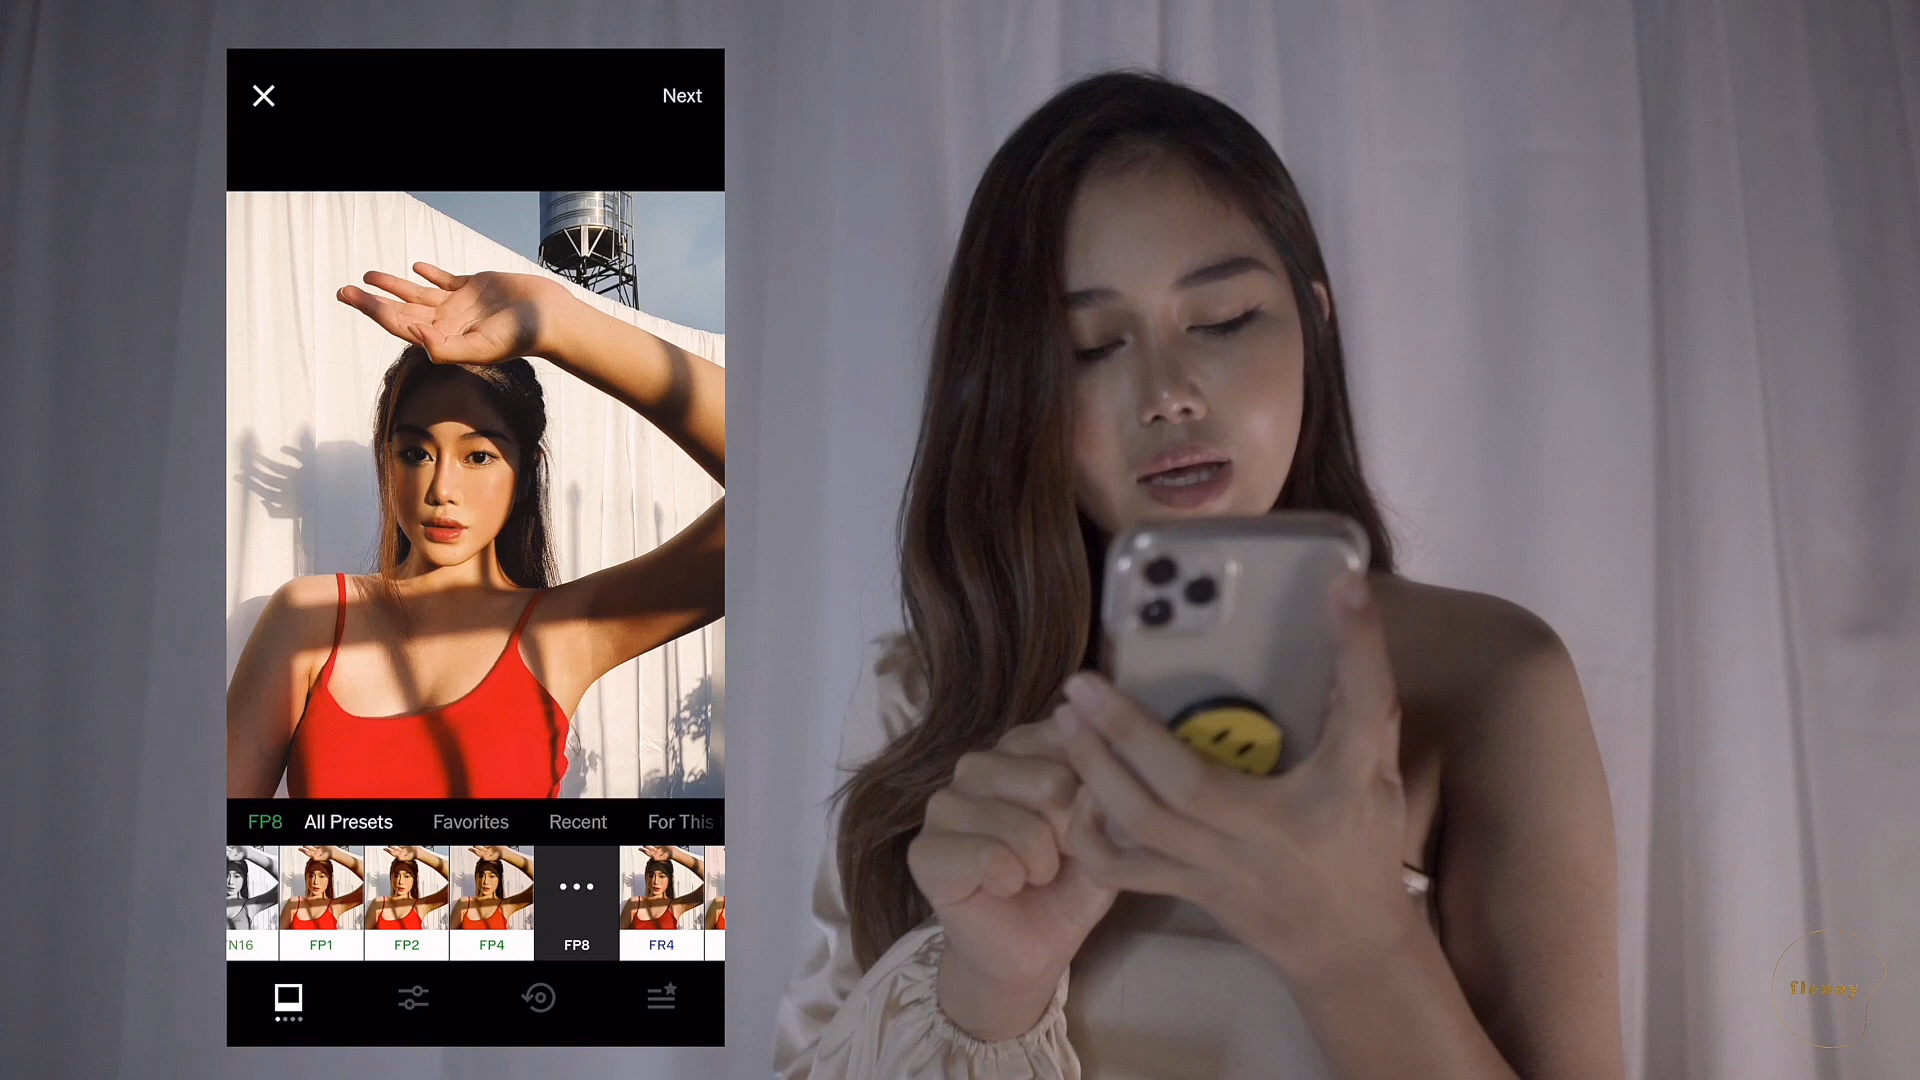 Next
FP8 All Presets Favorites Recent For This
N16 FP1 FP2 FP4 FP8 FR4